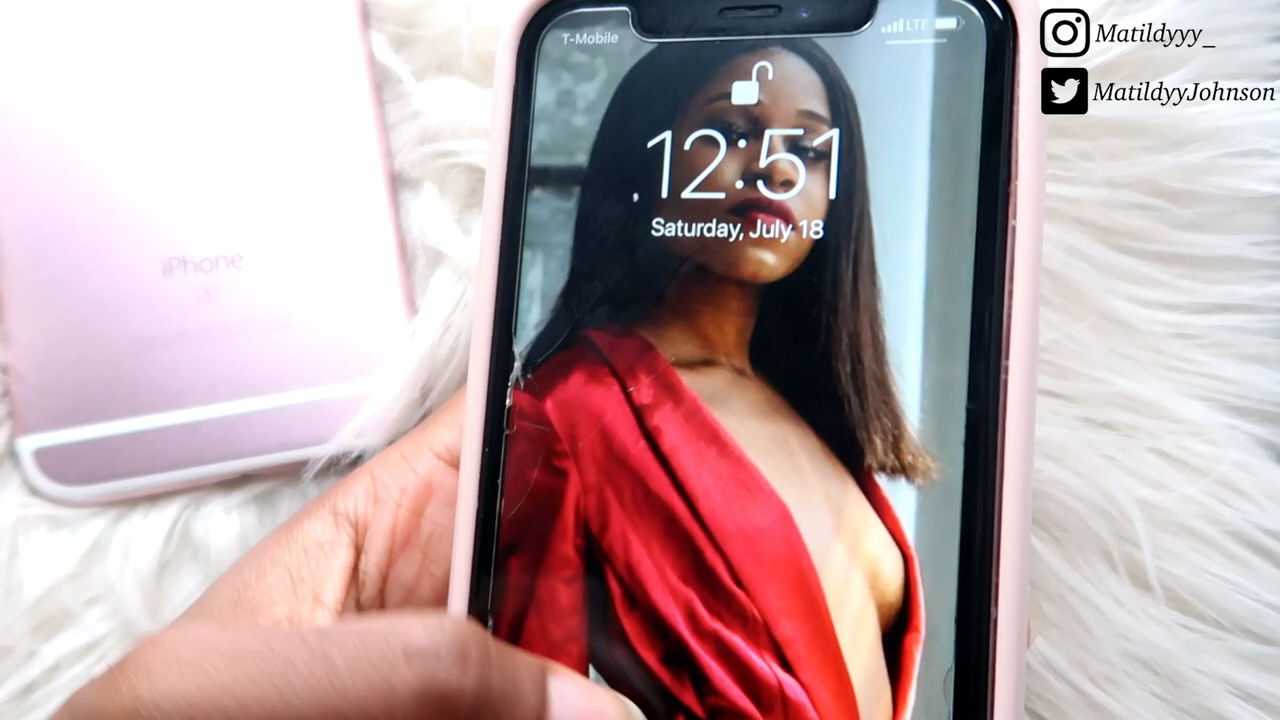 Matildyyy_
MatildyyJohnson
T-Mobile
LTE
12:51
Saturday, July 18
iPhone
S